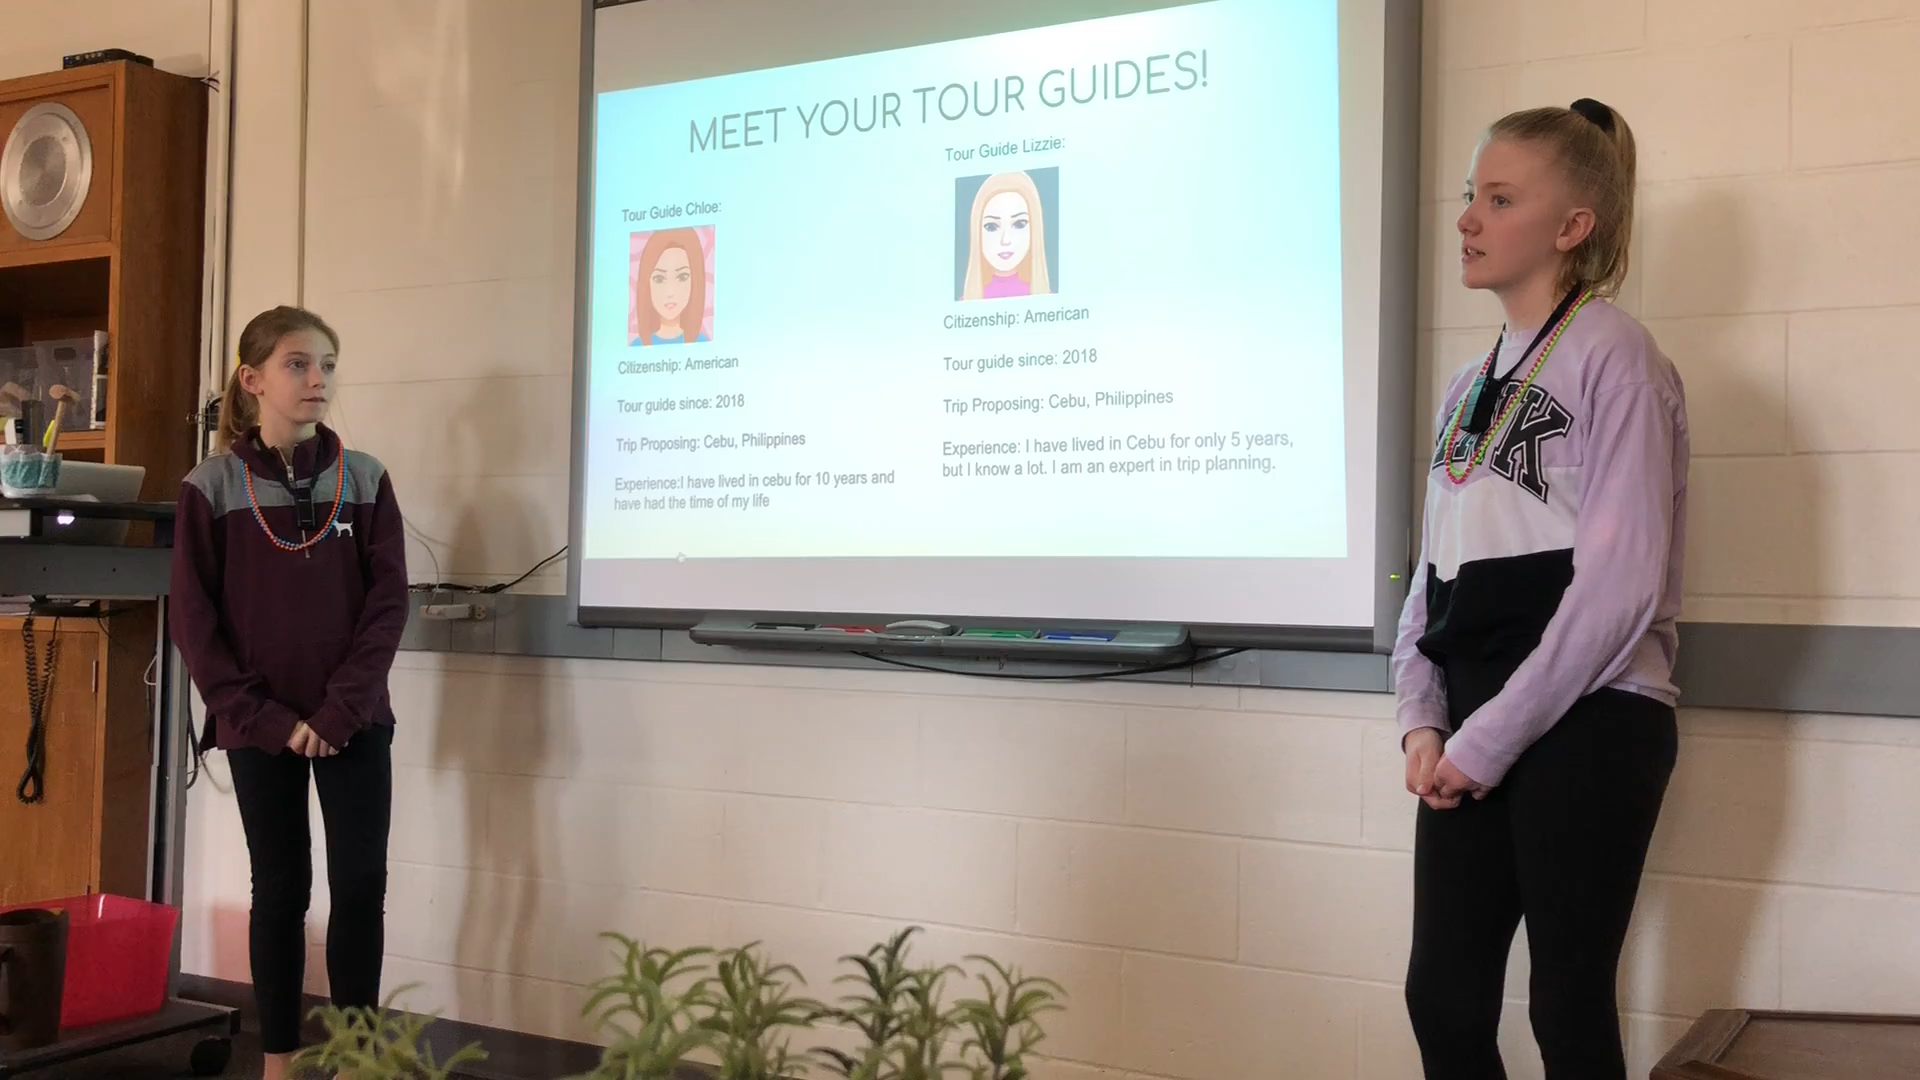 MEET YOUR TOUR GUIDES!
Tour Guide Chloe:
Citizenship: American
Tour guide since: 2018
Trip Proposing: Cebu, Philippines
Experience:I have lived in cebu for 10 years and
have had the time of my life
Tour Guide Lizzie:
Citizenship: American
Tour guide since: 2018
Trip Proposing: Cebu, Philippines
Experience: I have lived in Cebu for only 5 years,
but I know a lot. I am an expert in trip planning.